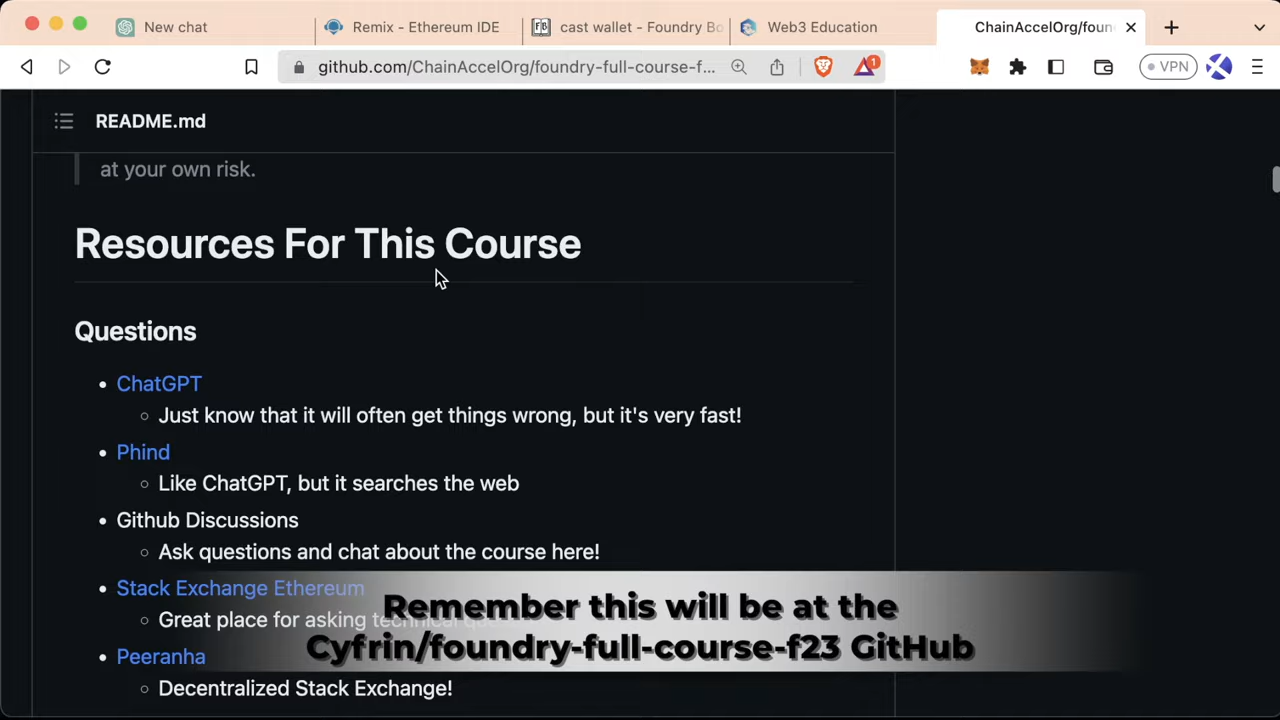 New chat
Remix - Ethereum IDE
cast wallet - Foundry Bo
Web3 Education
ChainAccelOrg/foun
github.com/ChainAccelOrg/foundry-full-course-f...
1
VPN
README.md
at your own risk.
Resources For This Course
Questions
ChatGPT
Just know that it will often get things wrong, but it's very fast!
Phind
Like ChatGPT, but it searches the web
Github Discussions
Ask questions and chat about the course here!
Stack Exchange Ethereum
Great place for asking technical
Remember this will be at the
Cyfrin/foundry-full-course-f23 GitHub
Peeranha
Decentralized Stack Exchange!